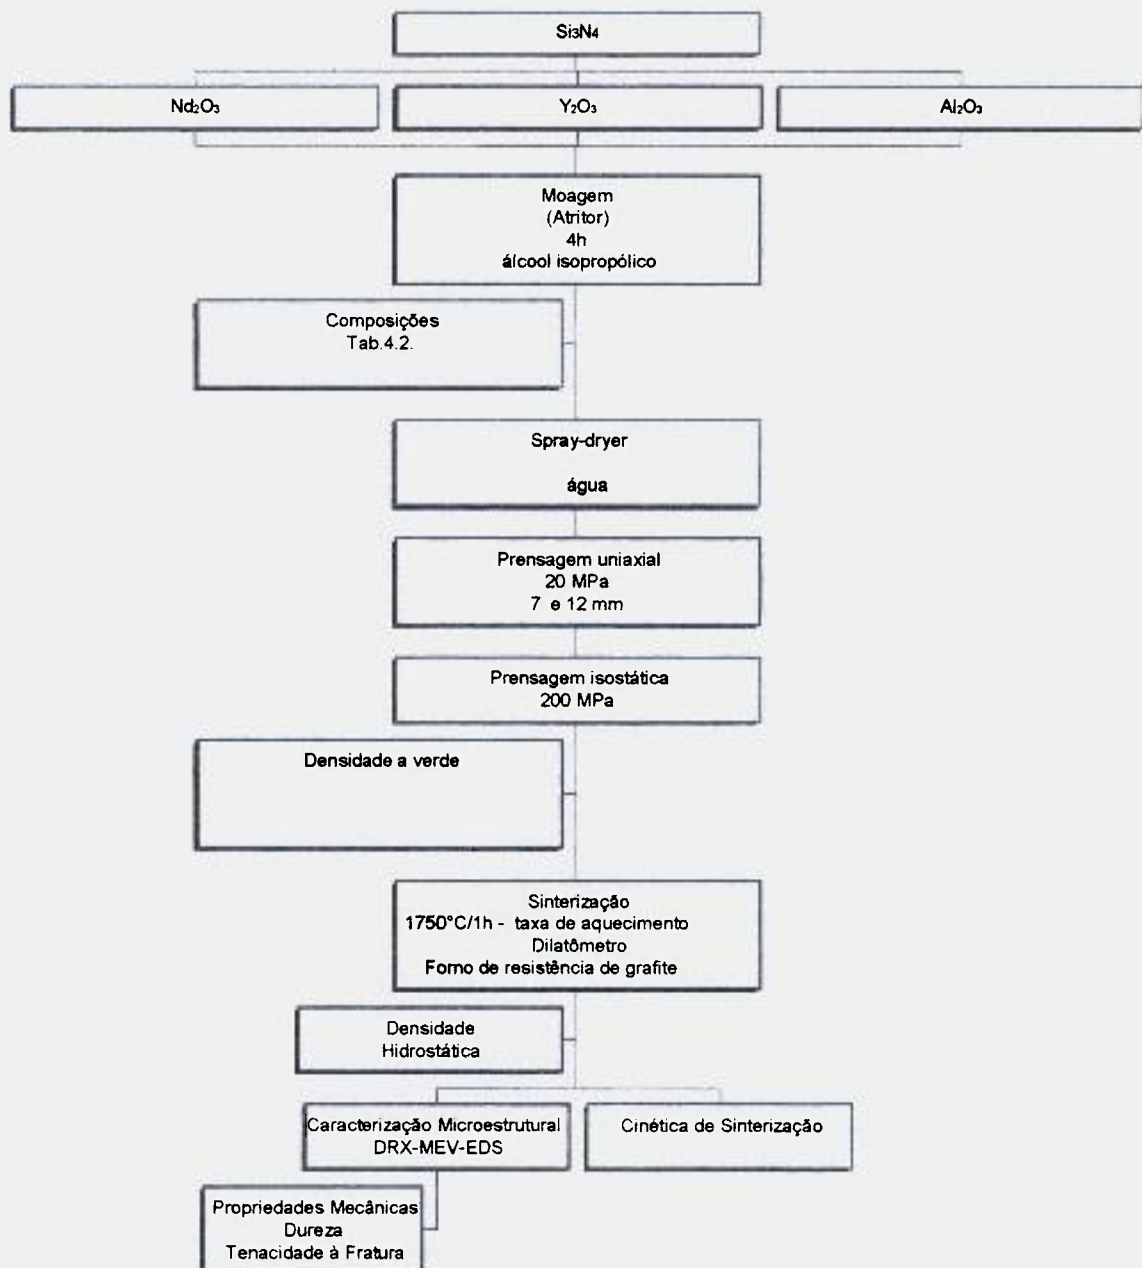 Si₃N₄
Nd₂O₃
Y₂O₃
Al₂O₃
Moagem
(Atritor)
4h
álcool isopropólico
Composições
Tab.4.2.
Spray-dryer
água
Prensagem uniaxial
20 MPa
7 e 12 mm
Prensagem isostática
200 MPa
Densidade a verde
Sinterização
1750°C/1h - taxa de aquecimento
Dilatômetro
Forno de resistência de grafite
Densidade
Hidrostática
Caracterização Microestrutural
DRX-MEV-EDS
Cinética de Sinterização
Propriedades Mecânicas
Dureza
Tenacidade à Fratura